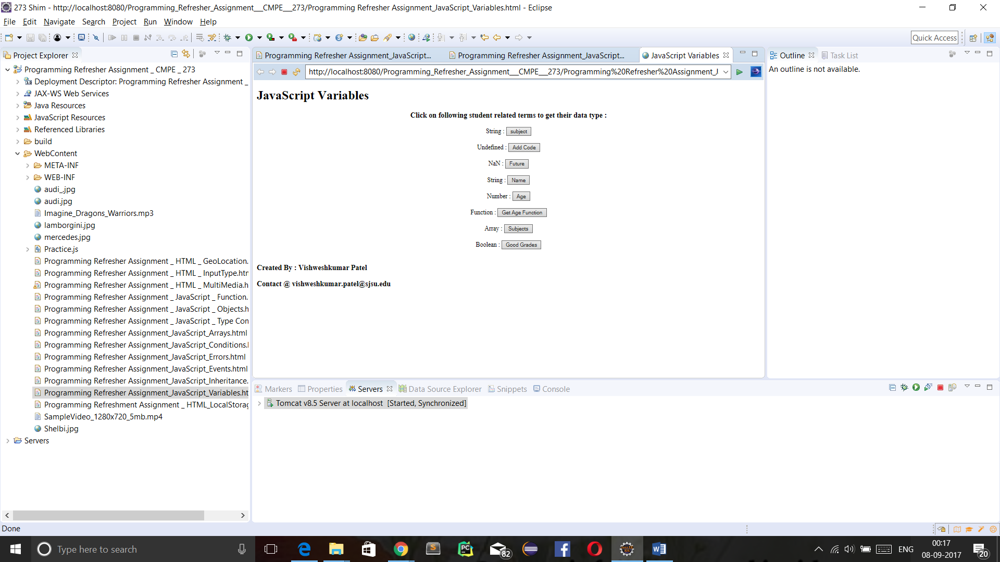 273 Shim - http://localhost:8080/Programming_Refresher_Assignment___CMPE___273/Programming Refresher Assignment_JavaScript_Variables.html - Eclipse
File Edit Navigate Search Project Run Window Help
Quick Access
Project Explorer
Programming Refresher Assignment _ CMPE _ 273
Deployment Descriptor: Programming Refresher Assignment _
JAX-WS Web Services
Java Resources
JavaScript Resources
Referenced Libraries
build
WebContent
META-INF
WEB-INF
audi_.jpg
audi.jpg
Imagine_Dragons_Warriors.mp3
lamborgini.jpg
mercedes.jpg
Practice.js
Programming Refresher Assignment _ HTML _ GeoLocation.
Programming Refresher Assignment _ HTML _ InputType.htm
Programming Refresher Assignment _ HTML _ MultiMedia.h
Programming Refresher Assignment _ JavaScript _ Function.
Programming Refresher Assignment _ JavaScript _ Objects.h
Programming Refresher Assignment _ JavaScript _ Type Con
Programming Refresher Assignment_JavaScript_Arrays.html
Programming Refresher Assignment_JavaScript_Conditions.
Programming Refresher Assignment_JavaScript_Errors.html
Programming Refresher Assignment_JavaScript_Events.html
Programming Refresher Assignment_JavaScript_Inheritance.
Programming Refresher Assignment_JavaScript_Variables.ht
Programming Refreshment Assignment _ HTML_LocalStorag
SampleVideo_1280x720_5mb.mp4
Shelbi.jpg
Servers
Programming Refresher Assignment_JavaScript... Programming Refresher Assignment_JavaScript... JavaScript Variables
http://localhost:8080/Programming_Refresher_Assignment___CMPE___273/Programming%20Refresher%20Assignment_J
JavaScript Variables
Click on following student related terms to get their data type :
String : subject
Undefined : Add Code
NaN : Future
String : Name
Number : Age
Function : Get Age Function
Array : Subjects
Boolean : Good Grades
Created By : Vishweshkumar Patel
Contact @ vishweshkumar.patel@sjsu.edu
Outline Task List
An outline is not available.
Markers Properties Servers Data Source Explorer Snippets Console
Tomcat v8.5 Server at localhost [Started, Synchronized]
Done
Type here to search
PC
82
ENG
00:17
08-09-2017
20